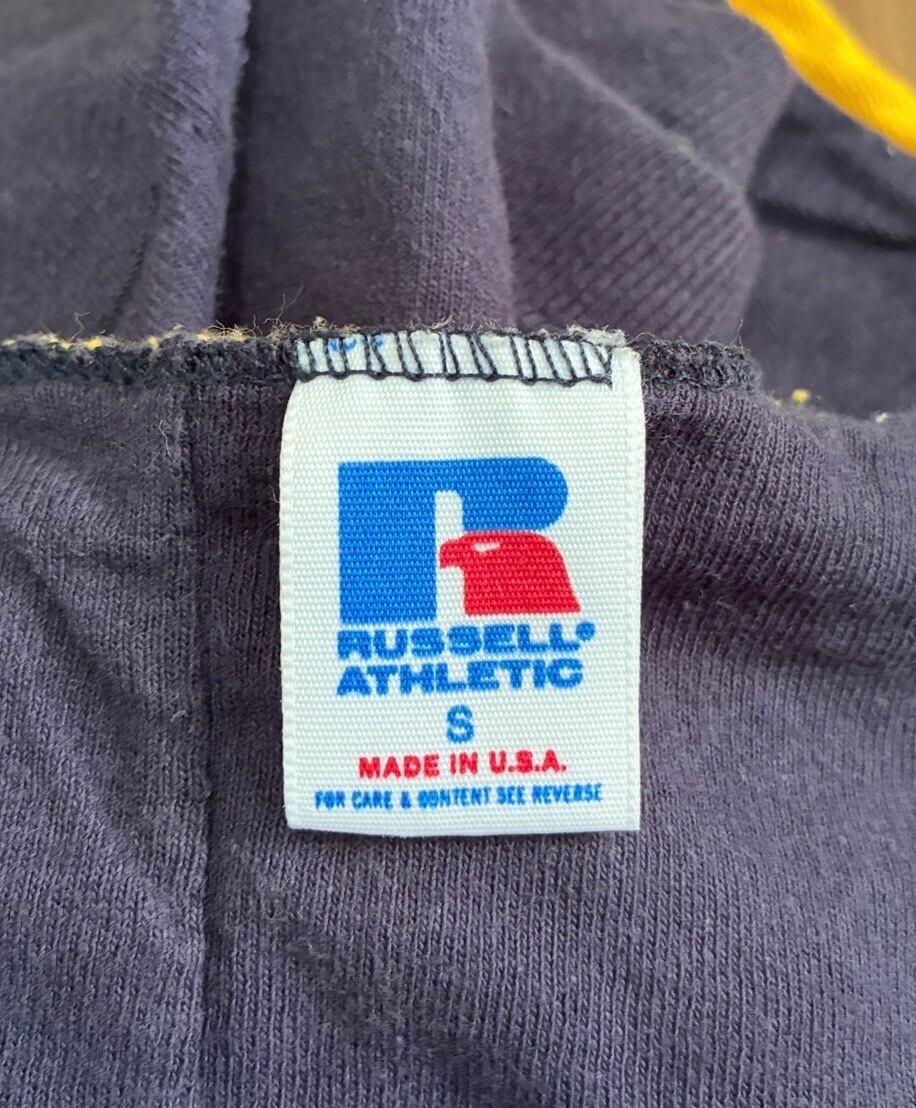 R
RUSSELL®
ATHLETIC
S
MADE IN U.S.A.
FOR CARE & CONTENT SEE REVERSE